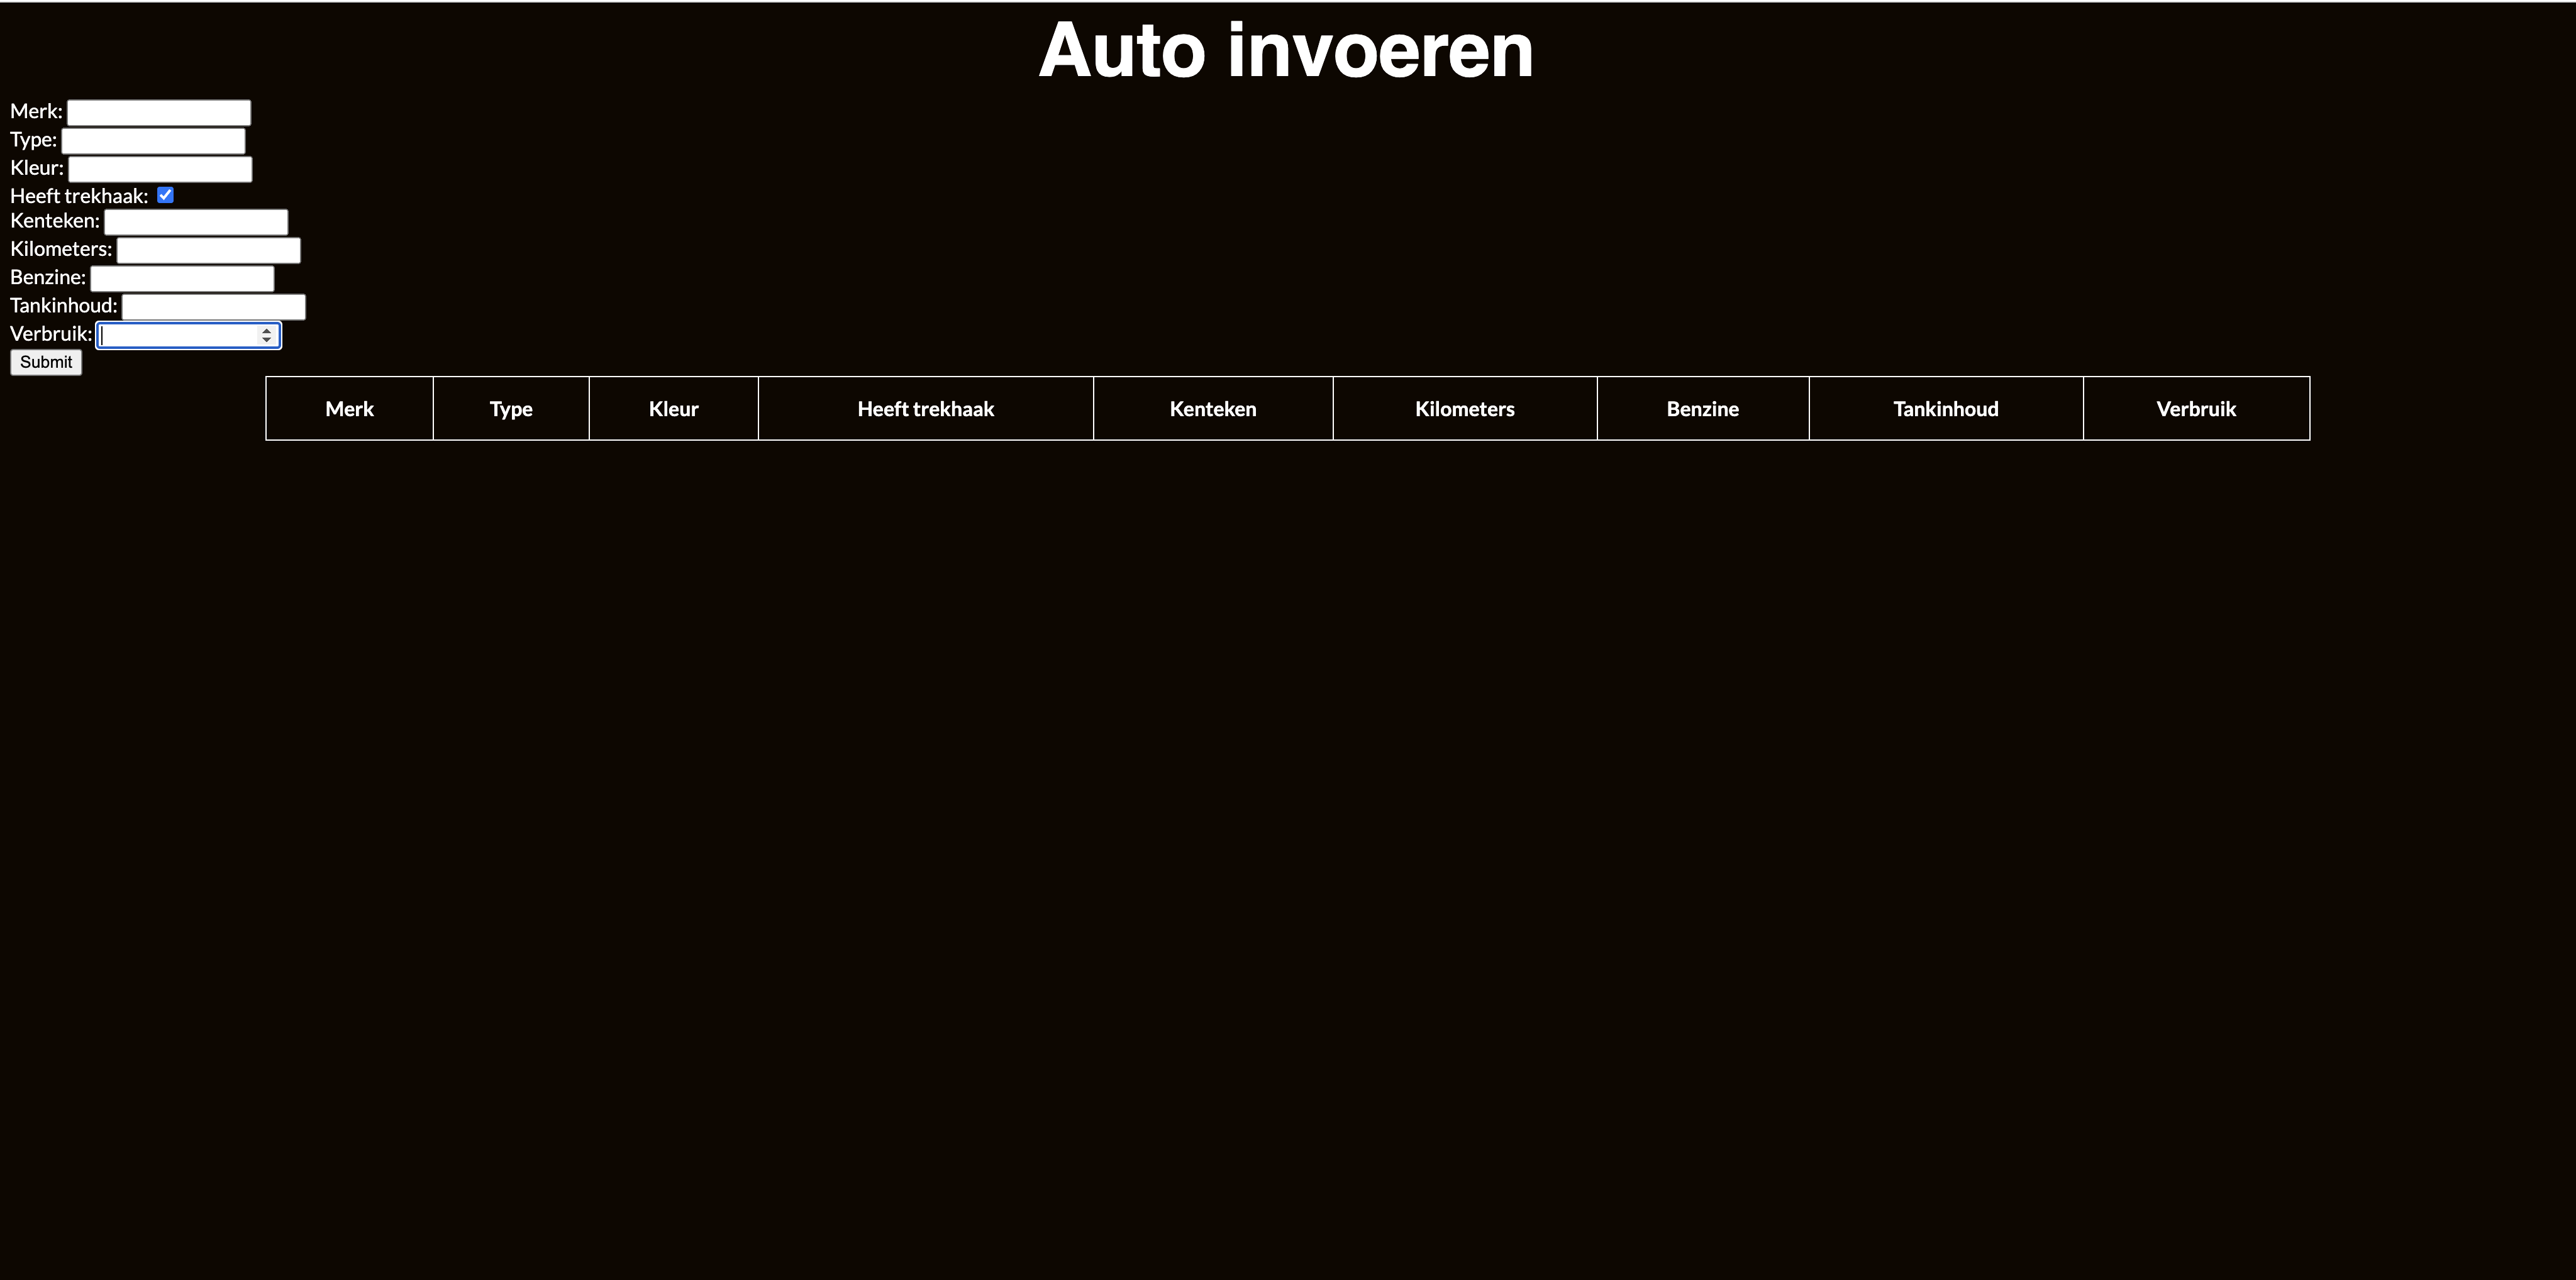 Auto invoeren
Merk:
Type:
Kleur:
Heeft trekhaak:
Kenteken:
Kilometers:
Benzine:
Tankinhoud:
Verbruik:
Submit
Merk Type Kleur Heeft trekhaak Kenteken Kilometers Benzine Tankinhoud Verbruik